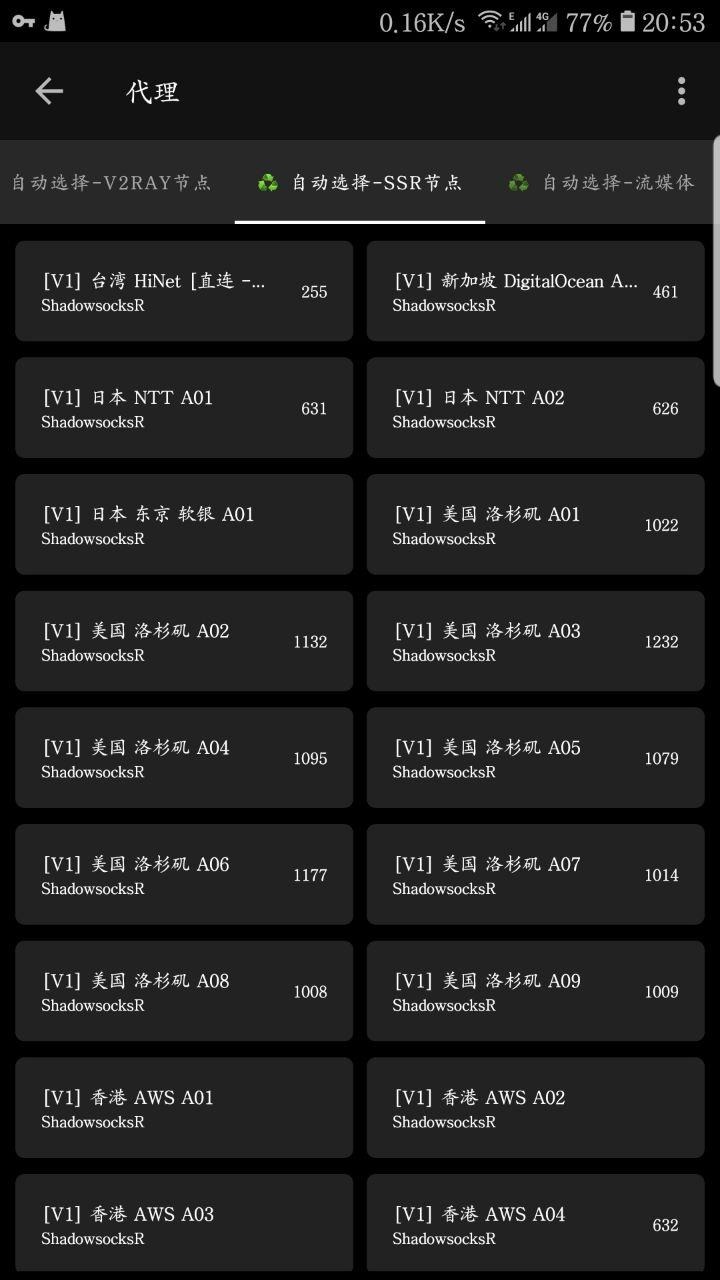 0.16K/s E 4G 77% 20:53
代理
自动选择-V2RAY节点 自动选择-SSR节点 自动选择-流媒体
[V1] 台湾 HiNet [直连 -...
ShadowsocksR
255
[V1] 新加坡 DigitalOcean A...
ShadowsocksR
461
[V1] 日本 NTT A01
ShadowsocksR
631
[V1] 日本 NTT A02
ShadowsocksR
626
[V1] 日本 东京 软银 A01
ShadowsocksR
[V1] 美国 洛杉矶 A01
ShadowsocksR
1022
[V1] 美国 洛杉矶 A02
ShadowsocksR
1132
[V1] 美国 洛杉矶 A03
ShadowsocksR
1232
[V1] 美国 洛杉矶 A04
ShadowsocksR
1095
[V1] 美国 洛杉矶 A05
ShadowsocksR
1079
[V1] 美国 洛杉矶 A06
ShadowsocksR
1177
[V1] 美国 洛杉矶 A07
ShadowsocksR
1014
[V1] 美国 洛杉矶 A08
ShadowsocksR
1008
[V1] 美国 洛杉矶 A09
ShadowsocksR
1009
[V1] 香港 AWS A01
ShadowsocksR
[V1] 香港 AWS A02
ShadowsocksR
[V1] 香港 AWS A03
ShadowsocksR
[V1] 香港 AWS A04
ShadowsocksR
632